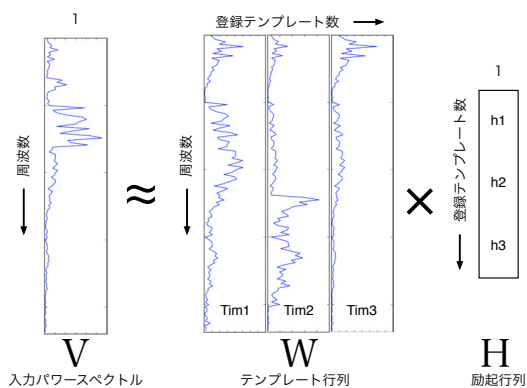 登録テンプレート数
1
1
周波数
≈
周波数
×
登録テンプレート数
h1
h2
h3
Tim1 Tim2 Tim3
V
W
H
入力パワースペクトル
テンプレート行列
励起行列